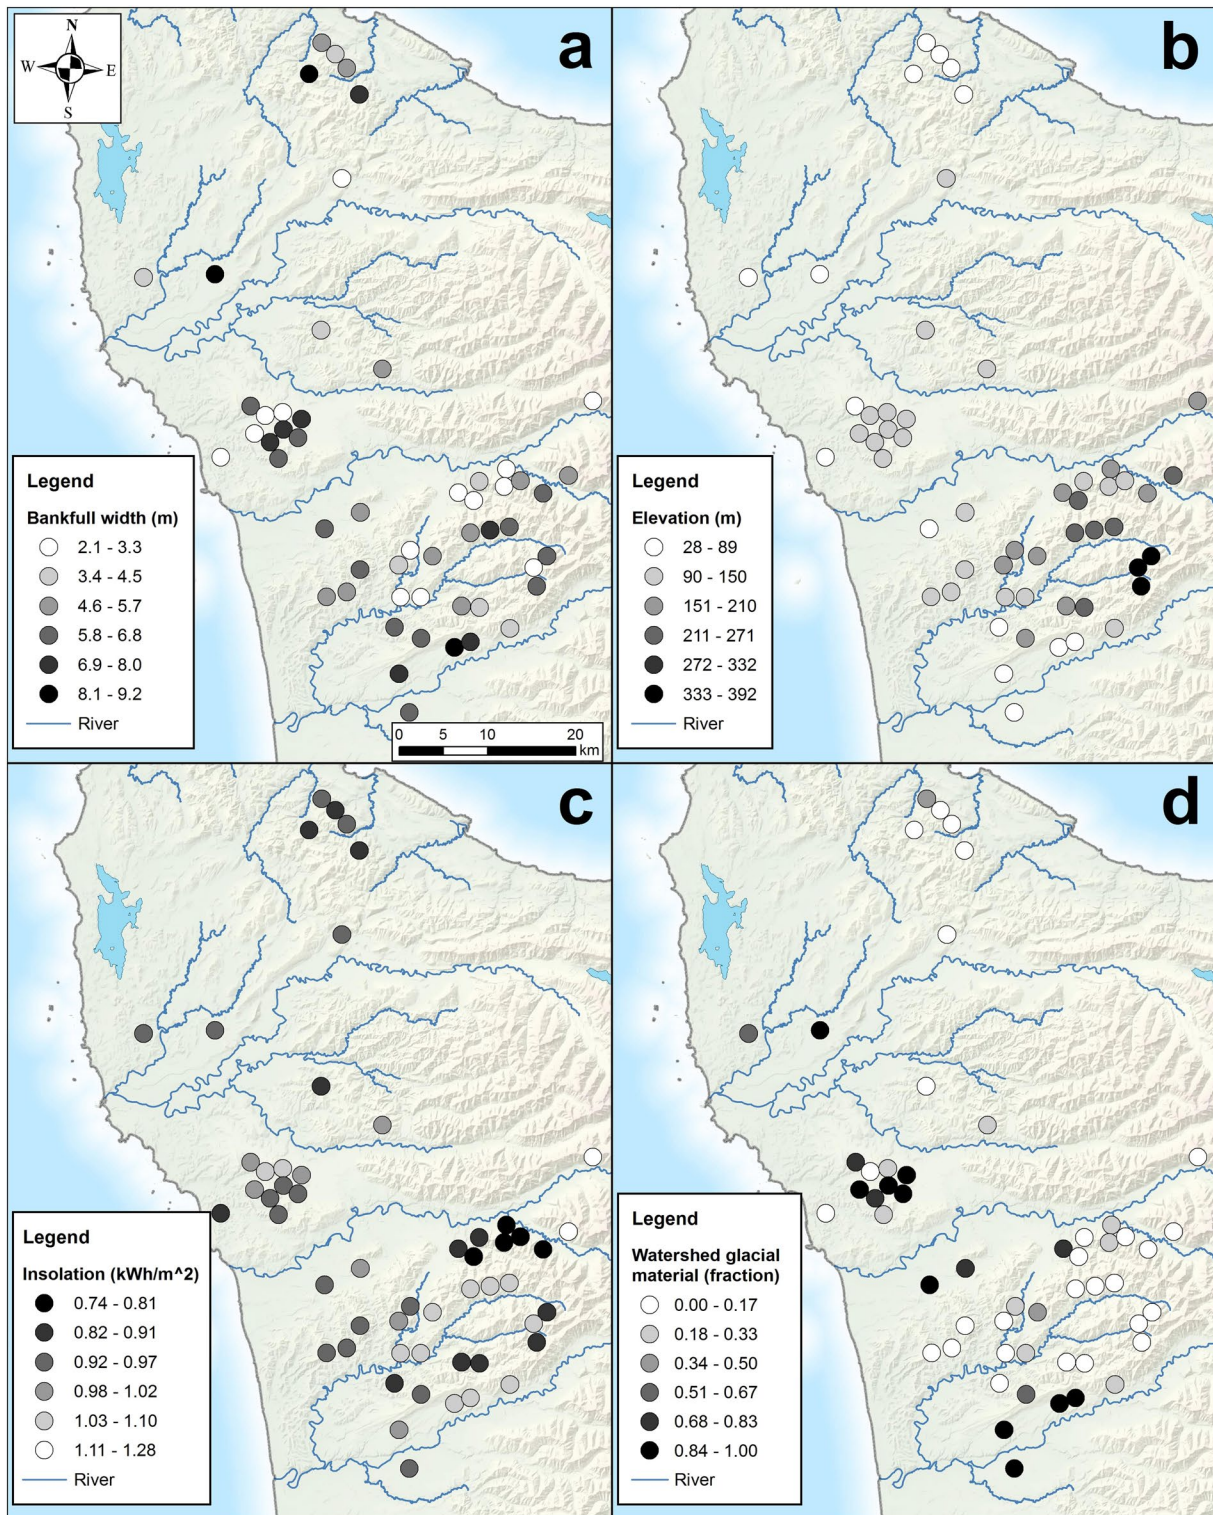 a
N
W
E
S
Legend
Bankfull width (m)
2.1 - 3.3
3.4 - 4.5
4.6 - 5.7
5.8 - 6.8
6.9 - 8.0
8.1 - 9.2
River
0 5 10 20
km
b
Legend
Elevation (m)
28 - 89
90 - 150
151 - 210
211 - 271
272 - 332
333 - 392
River
c
Legend
Insolation (kWh/m^2)
0.74 - 0.81
0.82 - 0.91
0.92 - 0.97
0.98 - 1.02
1.03 - 1.10
1.11 - 1.28
River
d
Legend
Watershed glacial
material (fraction)
0.00 - 0.17
0.18 - 0.33
0.34 - 0.50
0.51 - 0.67
0.68 - 0.83
0.84 - 1.00
River